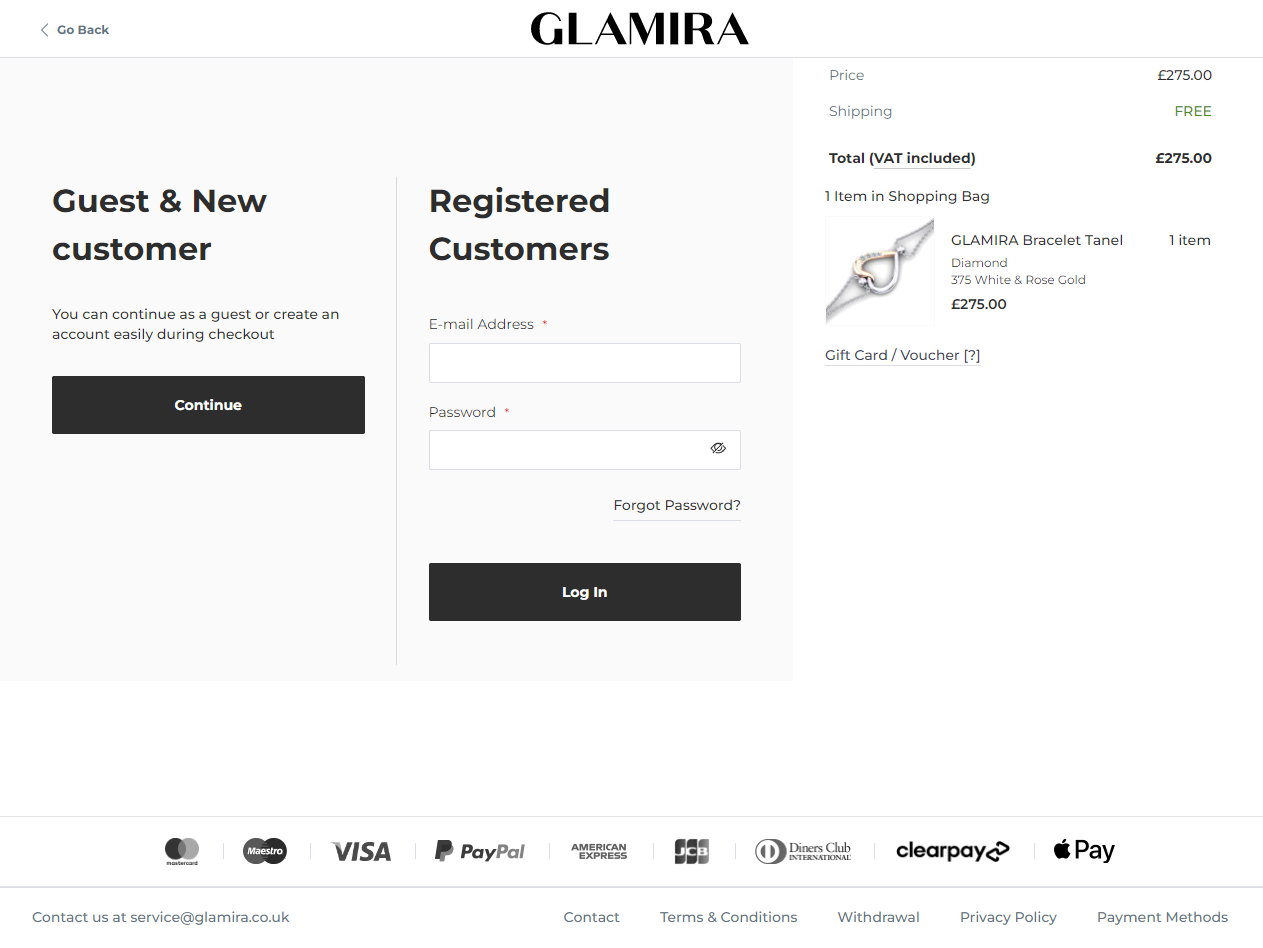 Go Back
GLAMIRA
Guest & New
customer
You can continue as a guest or create an
account easily during checkout
Continue
Registered
Customers
E-mail Address *
Password *
Forgot Password?
Log In
Price £275.00
Shipping FREE
Total (VAT included) £275.00
1 Item in Shopping Bag
GLAMIRA Bracelet Tanel 1 item
Diamond
375 White & Rose Gold
£275.00
Gift Card / Voucher [?]
mastercard Maestro VISA PayPal AMERICAN EXPRESS JCB Diners Club INTERNATIONAL clearpay Pay
Contact us at service@glamira.co.uk Contact Terms & Conditions Withdrawal Privacy Policy Payment Methods